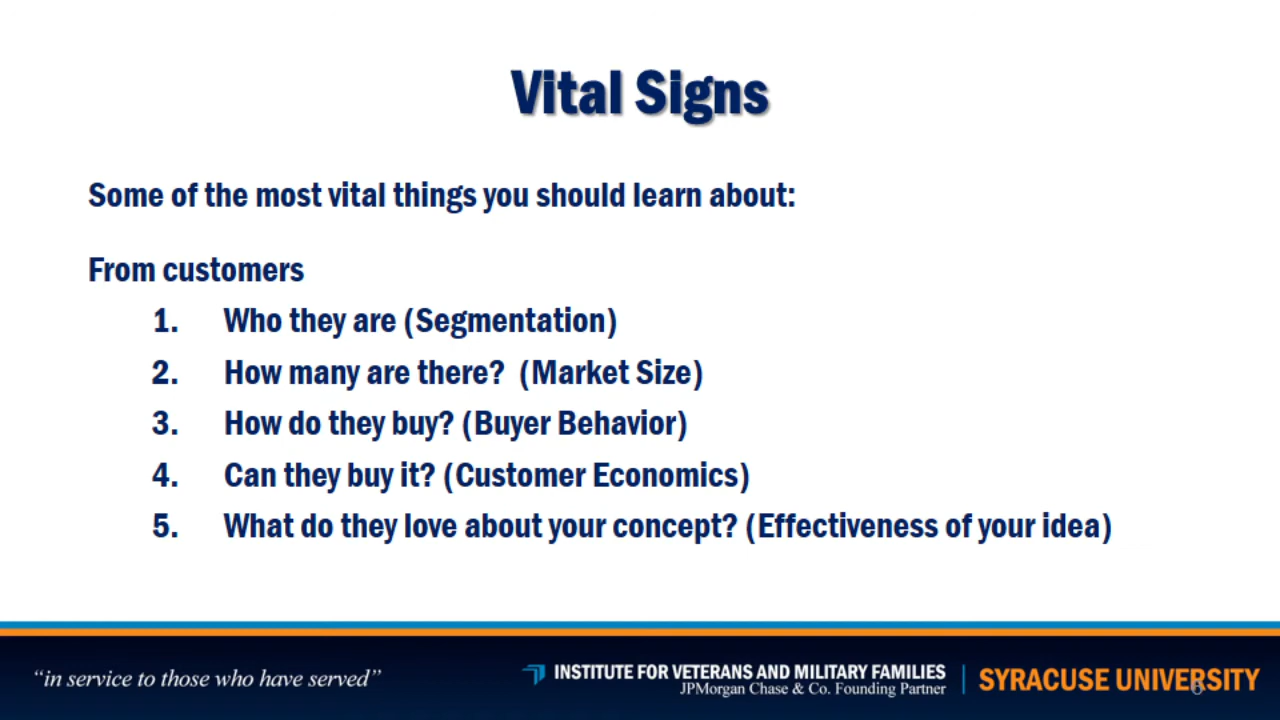 Vital Signs
Some of the most vital things you should learn about:
From customers
1. Who they are (Segmentation)
2. How many are there? (Market Size)
3. How do they buy? (Buyer Behavior)
4. Can they buy it? (Customer Economics)
5. What do they love about your concept? (Effectiveness of your idea)
“in service to those who have served”
INSTITUTE FOR VETERANS AND MILITARY FAMILIES
JPMorgan Chase & Co. Founding Partner
SYRACUSE UNIVERSITY
6